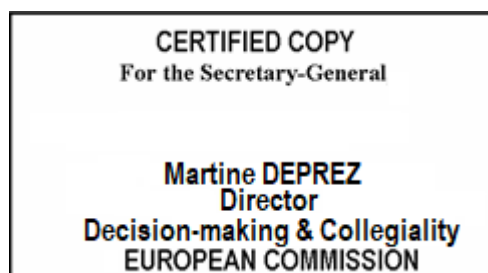 CERTIFIED COPY
For the Secretary-General
Martine DEPREZ
Director
Decision-making & Collegiality
EUROPEAN COMMISSION